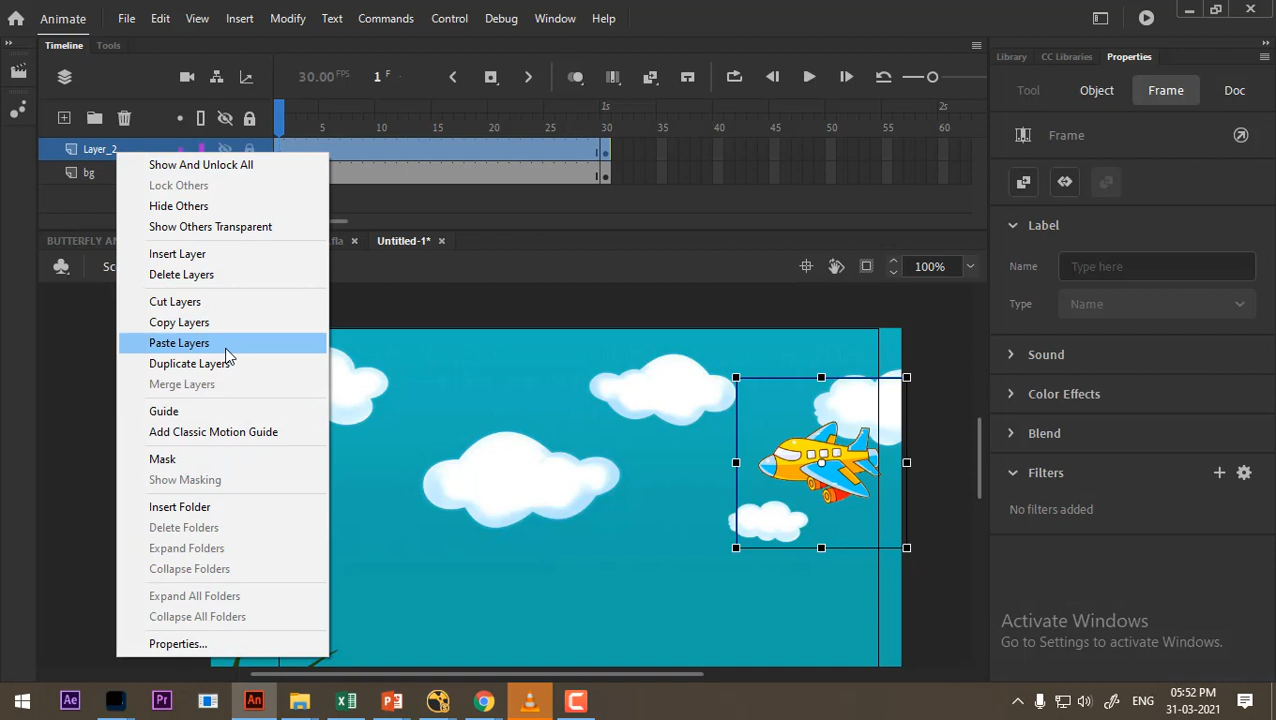 Animate File Edit View Insert Modify Text Commands Control Debug Window Help
Timeline Tools
Library CC Libraries Properties
30.00 FPS 1 F
Tool Object Frame Doc
1s 2s
5 10 15 20 25 30 35 40 45 50 55 60
Frame
Layer_2
bg
Show And Unlock All
Lock Others
Hide Others
Show Others Transparent
Insert Layer
Delete Layers
Cut Layers
Copy Layers
Paste Layers
Duplicate Layers
Merge Layers
Guide
Add Classic Motion Guide
Mask
Show Masking
Insert Folder
Delete Folders
Expand Folders
Collapse Folders
Expand All Folders
Collapse All Folders
Properties...
BUTTERFLY AN fla Untitled-1*
Sc 100%
Label
Name Type here
Type Name
Sound
Color Effects
Blend
Filters
No filters added
Activate Windows
Go to Settings to activate Windows.
Ae Pr An
ENG 05:52 PM
31-03-2021